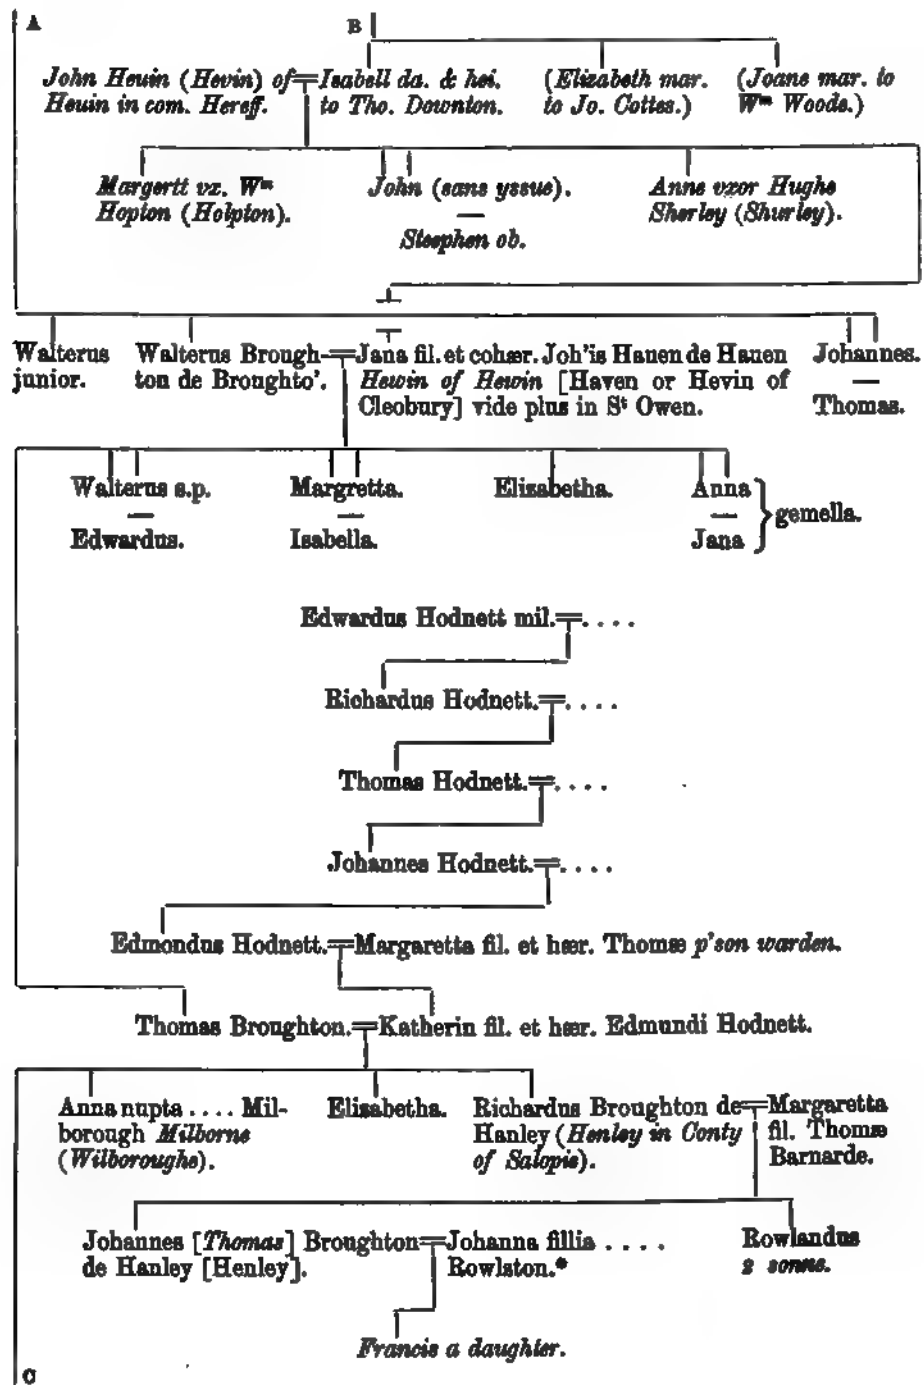 A
B
John Heuin (Hevin) of=Isabell da. & hei. (Elizabeth mar. (Joane mar. to
Heuin in com. Hereff. to Tho. Downton. to Jo. Cottes.) Wm Woods.)
Margertt vx. Wm John (sans yssue). Anne vxor Hughe
Hopton (Holpton). — Sherley (Shurley).
Steephen ob.
Walterus Walterus Brough-=Jana fil. et cohær. Joh'is Hauen de Hauen Johannes.
junior. ton de Broughto'. Hewin of Hewin [Haven or Hevin of —
Cleobury] vide plus in St Owen. Thomas.
Walterus s.p. Margretta. Elizabetha. Anna
— — — gemella.
Edwardus. Isabella. Jana
Edwardus Hodnett mil.=. . . .
Richardus Hodnett.=. . . .
Thomas Hodnett.=. . . .
Johannes Hodnett.=. . . .
Edmondus Hodnett.=Margaretta fil. et hær. Thomæ p'son warden.
Thomas Broughton.=Katherin fil. et hær. Edmundi Hodnett.
Anna nupta . . . . Mil- Elisabetha. Richardus Broughton de=Margaretta
borough Milborne Hanley (Henley in Conty fil. Thomæ
(Wilboroughe). of Salopie). Barnarde.
Johannes [Thomas] Broughton=Johanna fillia . . . . Rowlandus
de Hanley [Henley]. Rowlston.* 2 sonne.
Francis a daughter.
C